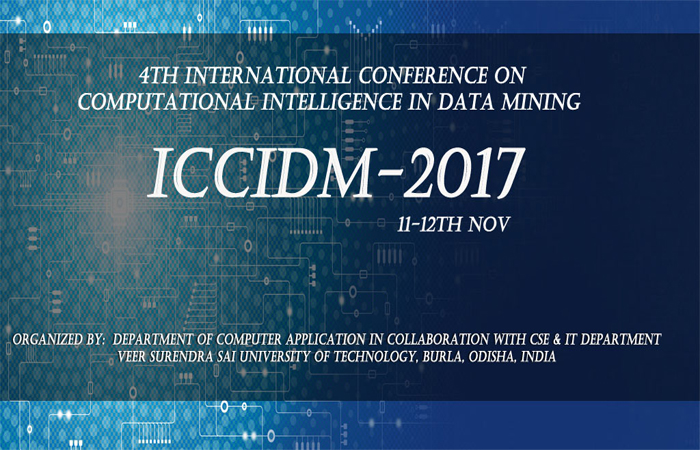 4TH INTERNATIONAL CONFERENCE ON
COMPUTATIONAL INTELLIGENCE IN DATA MINING
ICCIDM-2017
11-12TH NOV
ORGANIZED BY: DEPARTMENT OF COMPUTER APPLICATION IN COLLABORATION WITH CSE & IT DEPARTMENT
VEER SURENDRA SAI UNIVERSITY OF TECHNOLOGY, BURLA, ODISHA, INDIA